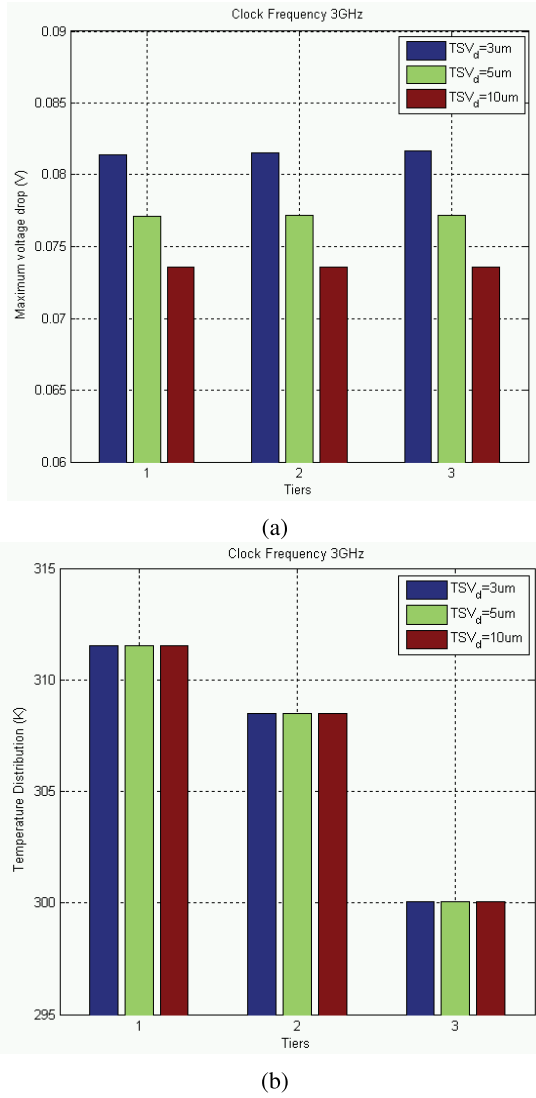 Clock Frequency 3GHz
0.09
0.085
0.08
0.075
0.07
0.065
0.06
Maximum voltage drop (V)
TSVd=3um
TSVd=5um
TSVd=10um
1 2 3
Tiers
(a)
Clock Frequency 3GHz
315
310
305
300
295
Temperature Distribution (K)
TSVd=3um
TSVd=5um
TSVd=10um
1 2 3
Tiers
(b)